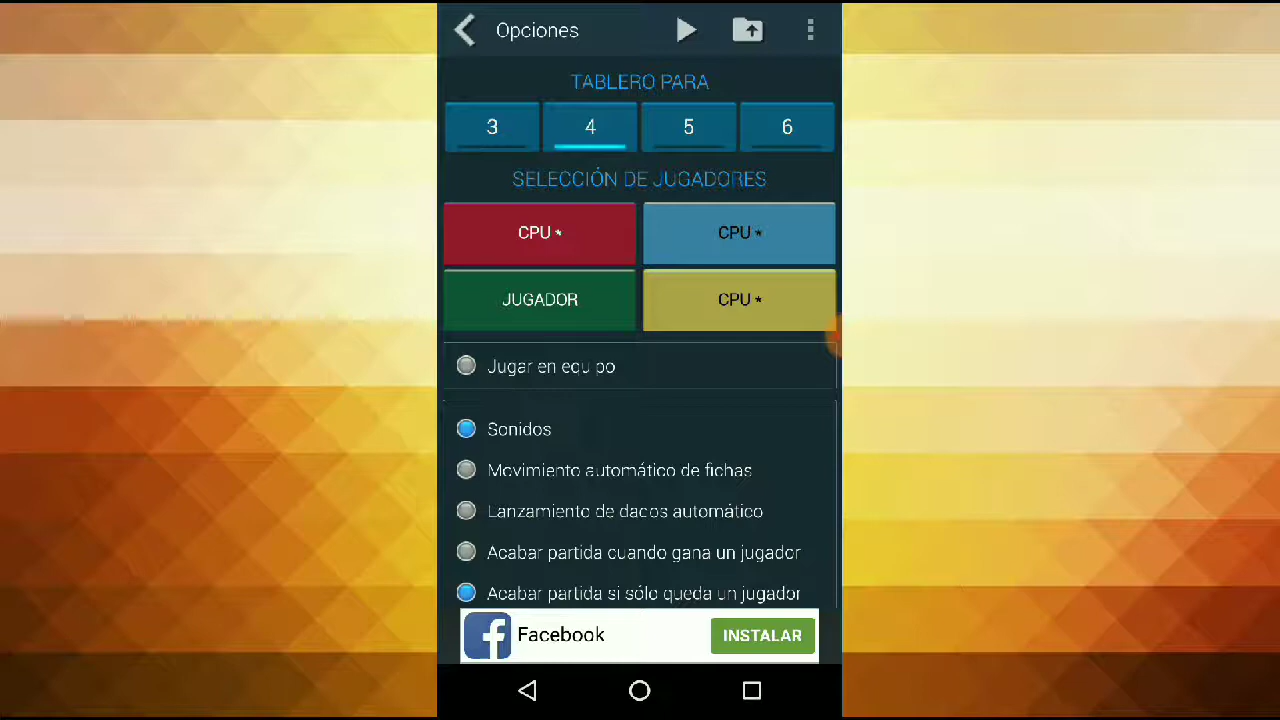 Opciones
TABLERO PARA
3 4 5 6
SELECCIÓN DE JUGADORES
CPU * CPU *
JUGADOR CPU *
Jugar en equipo
Sonidos
Movimiento automático de fichas
Lanzamiento de dados automático
Acabar partida cuando gana un jugador
Acabar partida si sólo queda un jugador
f Facebook INSTALAR